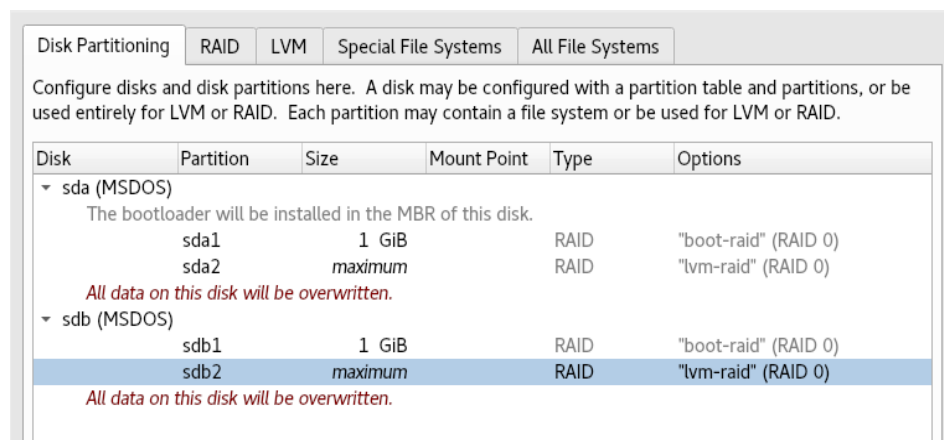 Disk Partitioning RAID LVM Special File Systems All File Systems
Configure disks and disk partitions here. A disk may be configured with a partition table and partitions, or be
used entirely for LVM or RAID. Each partition may contain a file system or be used for LVM or RAID.
Disk Partition Size Mount Point Type Options
sda (MSDOS)
The bootloader will be installed in the MBR of this disk.
sda1 1 GiB RAID "boot-raid" (RAID 0)
sda2 maximum RAID "lvm-raid" (RAID 0)
All data on this disk will be overwritten.
sdb (MSDOS)
sdb1 1 GiB RAID "boot-raid" (RAID 0)
sdb2 maximum RAID "lvm-raid" (RAID 0)
All data on this disk will be overwritten.